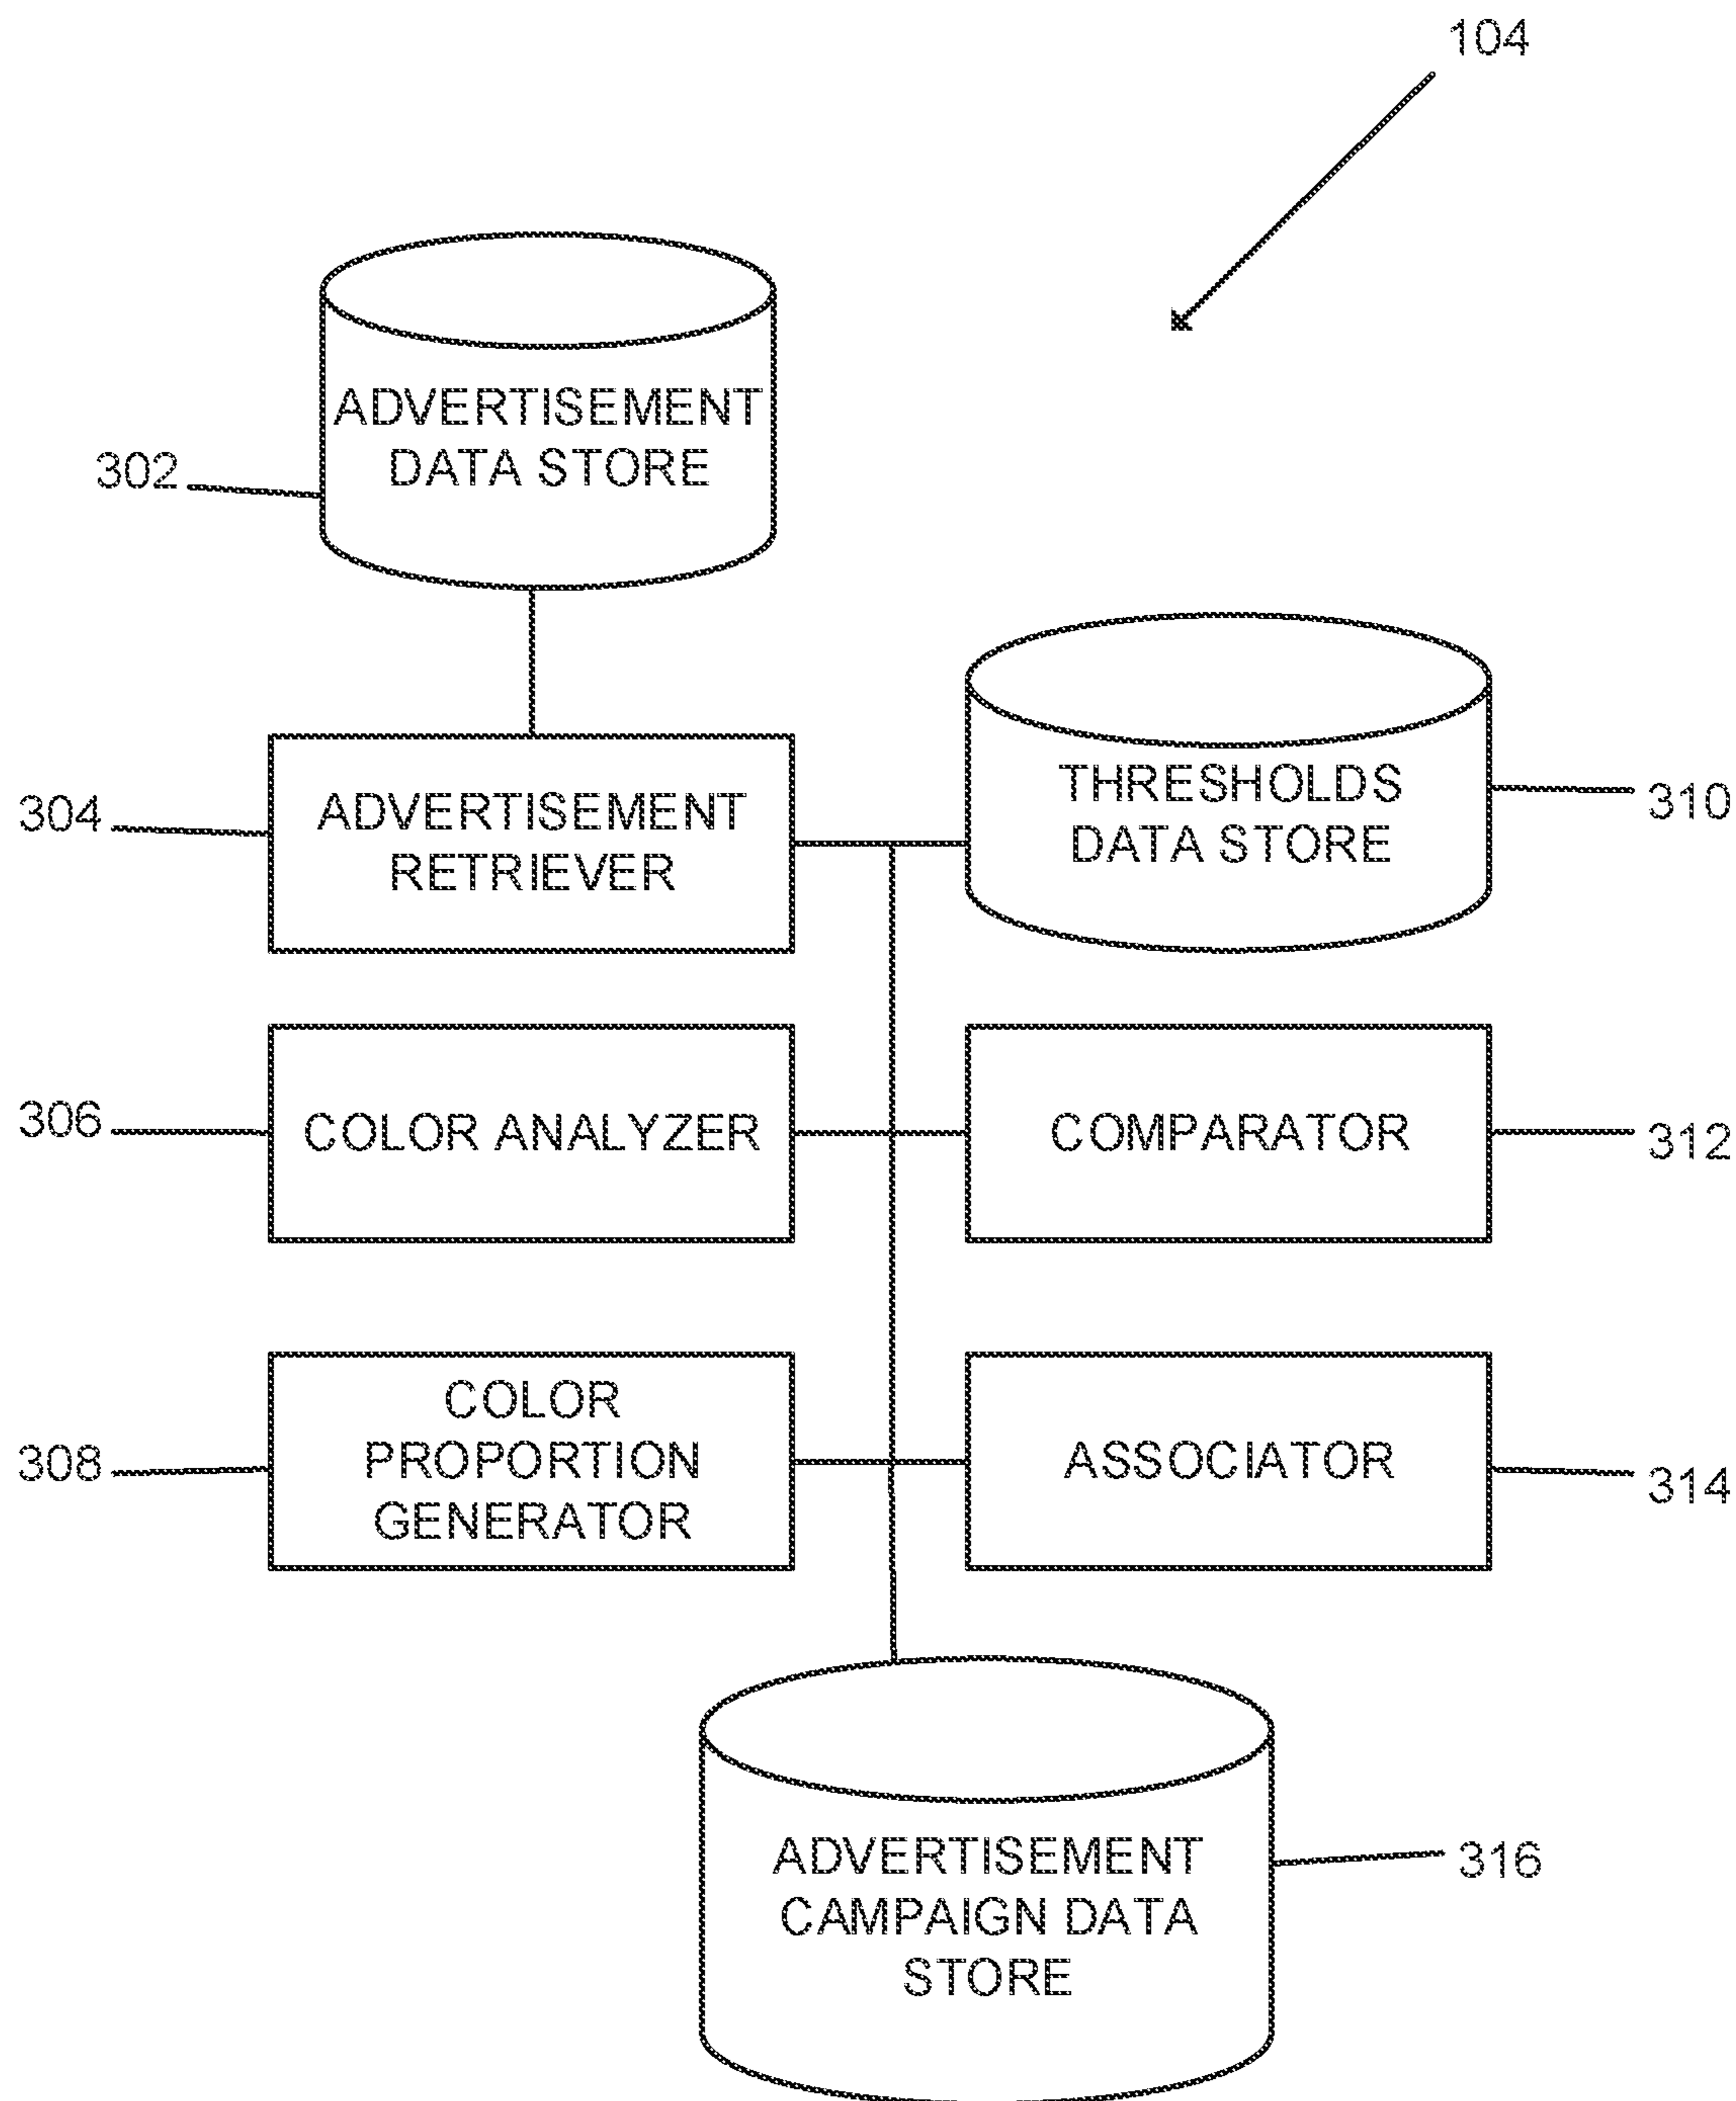 104
ADVERTISEMENT
DATA STORE
302
THRESHOLDS
DATA STORE
310
304
ADVERTISEMENT
RETRIEVER
306
COLOR ANALYZER
COMPARATOR
312
308
COLOR
PROPORTION
GENERATOR
ASSOCIATOR
314
ADVERTISEMENT
CAMPAIGN DATA
STORE
316